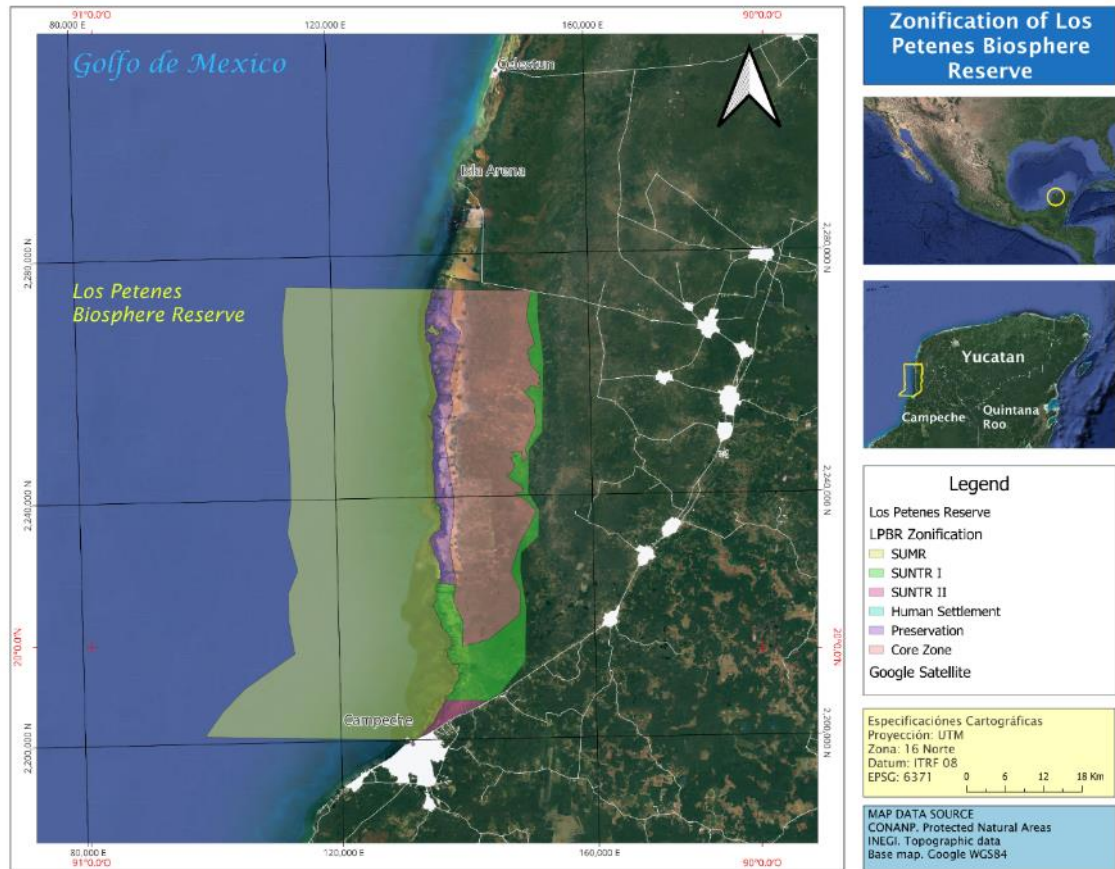 91°0.0'O
90°0.0'O
80,000 E
120,000 E
160,000 E
Golfo de Mexico
Celestun
Isla Arena
2,280,000 N
2,280,000 N
Los Petenes
Biosphere Reserve
2,240,000 N
2,240,000 N
20°0.0'N
20°0.0'N
Campeche
2,200,000 N
2,200,000 N
80,000 E
120,000 E
160,000 E
91°0.0'O
90°0.0'O
Zonification of Los
Petenes Biosphere
Reserve
Yucatan
Campeche
Quintana
Roo
Legend
Los Petenes Reserve
LPBR Zonification
SUMR
SUNTR I
SUNTR II
Human Settlement
Preservation
Core Zone
Google Satellite
Especificaciónes Cartográficas
Proyección: UTM
Zona: 16 Norte
Datum: ITRF 08
EPSG: 6371
0 6 12 18 Km
MAP DATA SOURCE
CONANP. Protected Natural Areas
INEGI. Topographic data
Base map. Google WGS84